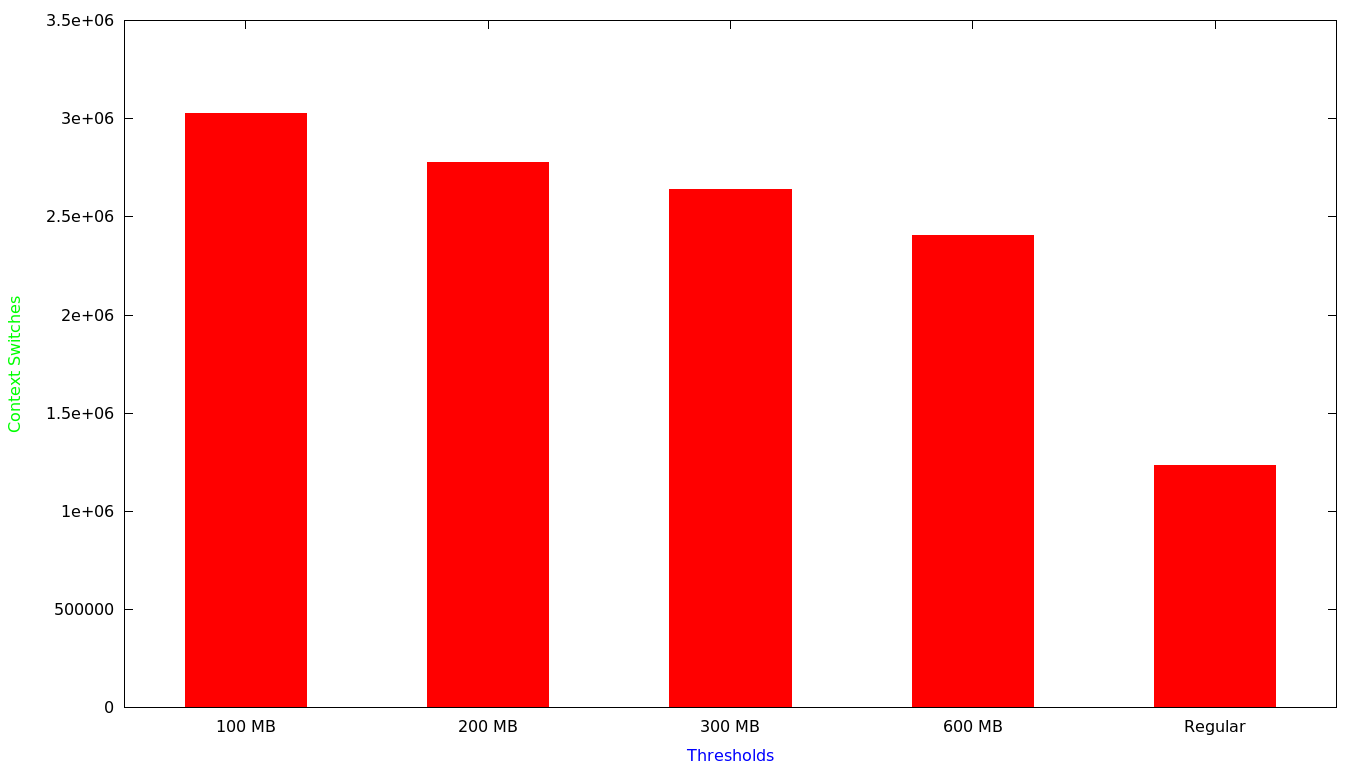 3.5e+06
3e+06
2.5e+06
2e+06
1.5e+06
1e+06
500000
0
Context Switches
100 MB 200 MB 300 MB 600 MB Regular
Thresholds